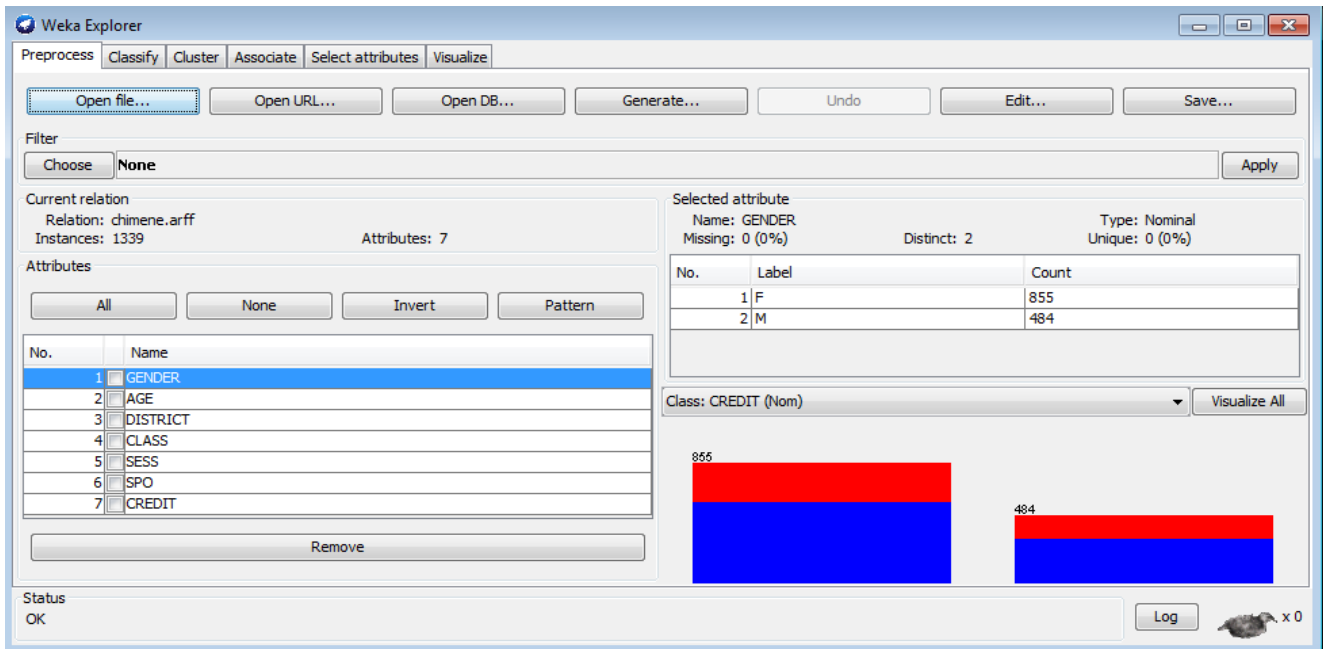 Weka Explorer
Preprocess Classify Cluster Associate Select attributes Visualize
Open file... Open URL... Open DB... Generate... Undo Edit... Save...
Filter
Choose None Apply
Current relation
Relation: chimene.arff
Instances: 1339 Attributes: 7
Attributes
All None Invert Pattern
No. Name
1 GENDER
2 AGE
3 DISTRICT
4 CLASS
5 SESS
6 SPO
7 CREDIT
Remove
Selected attribute
Name: GENDER Type: Nominal
Missing: 0 (0%) Distinct: 2 Unique: 0 (0%)
No. Label Count
1 F 855
2 M 484
Class: CREDIT (Nom) Visualize All
855
484
Status
OK
Log x 0